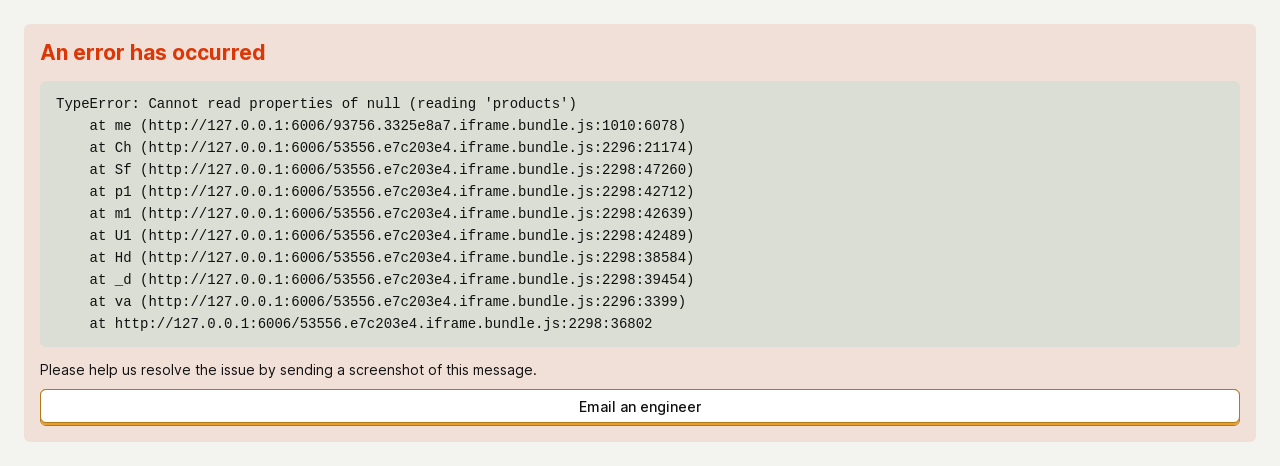 An error has occurred
TypeError: Cannot read properties of null (reading 'products')
    at me (http://127.0.0.1:6006/93756.3325e8a7.iframe.bundle.js:1010:6078)
    at Ch (http://127.0.0.1:6006/53556.e7c203e4.iframe.bundle.js:2296:21174)
    at Sf (http://127.0.0.1:6006/53556.e7c203e4.iframe.bundle.js:2298:47260)
    at p1 (http://127.0.0.1:6006/53556.e7c203e4.iframe.bundle.js:2298:42712)
    at m1 (http://127.0.0.1:6006/53556.e7c203e4.iframe.bundle.js:2298:42639)
    at U1 (http://127.0.0.1:6006/53556.e7c203e4.iframe.bundle.js:2298:42489)
    at Hd (http://127.0.0.1:6006/53556.e7c203e4.iframe.bundle.js:2298:38584)
    at _d (http://127.0.0.1:6006/53556.e7c203e4.iframe.bundle.js:2298:39454)
    at va (http://127.0.0.1:6006/53556.e7c203e4.iframe.bundle.js:2296:3399)
    at http://127.0.0.1:6006/53556.e7c203e4.iframe.bundle.js:2298:36802
Please help us resolve the issue by sending a screenshot of this message.
Email an engineer